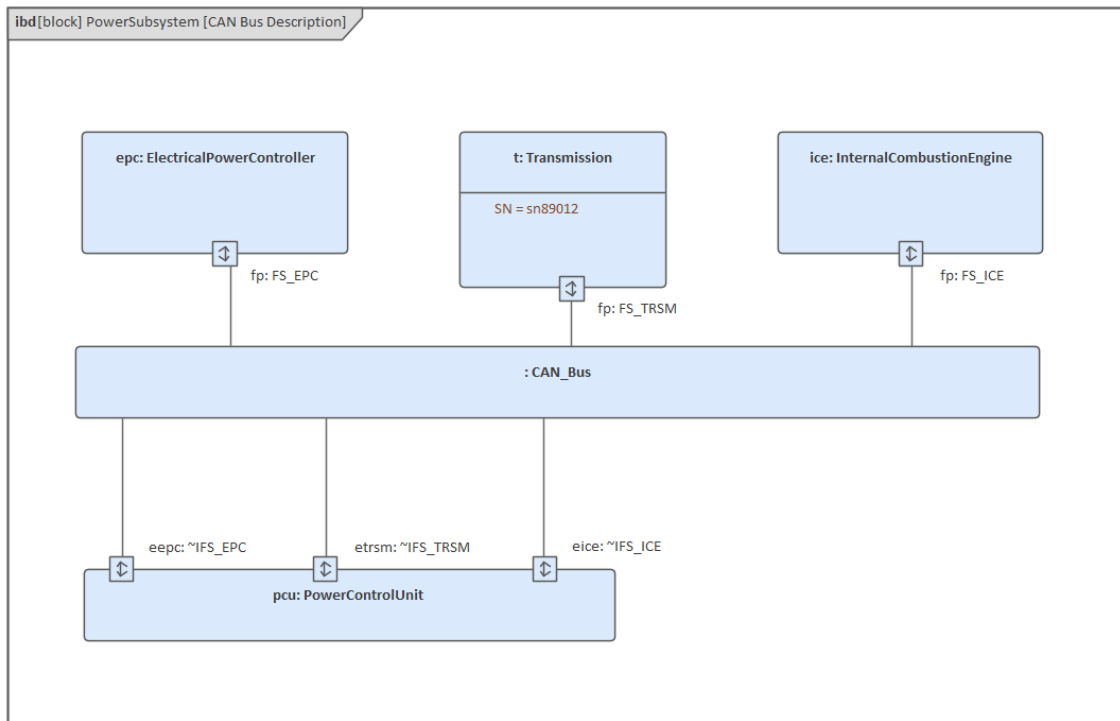 ibd[block] PowerSubsystem [CAN Bus Description]
epc: ElectricalPowerController
t: Transmission
ice: InternalCombustionEngine
SN = sn89012
fp: FS_EPC
fp: FS_ICE
fp: FS_TRSM
: CAN_Bus
eepc: ~IFS_EPC
etrsm: ~IFS_TRSM
eice: ~IFS_ICE
pcu: PowerControlUnit